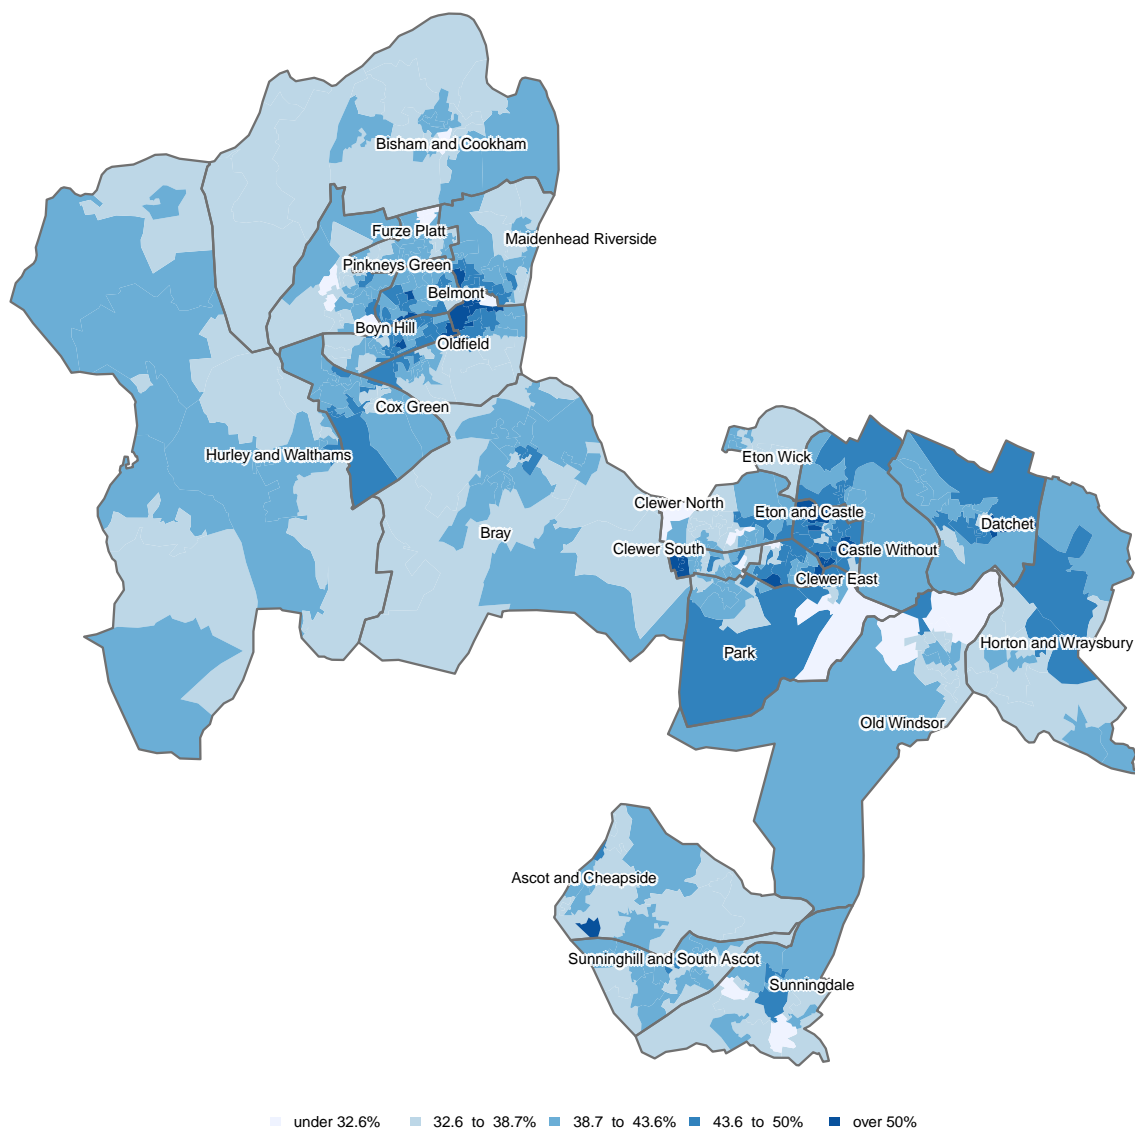 Bisham and Cookham
Furze Platt
Maidenhead Riverside
Pinkneys Green
Belmont
Boyn Hill
Oldfield
Cox Green
Hurley and Walthams
Eton Wick
Clewer North
Eton and Castle
Datchet
Bray
Clewer South
Castle Without
Clewer East
Park
Horton and Wraysbury
Old Windsor
Ascot and Cheapside
Sunninghill and South Ascot
Sunningdale
under 32.6% 32.6 to 38.7% 38.7 to 43.6% 43.6 to 50% over 50%